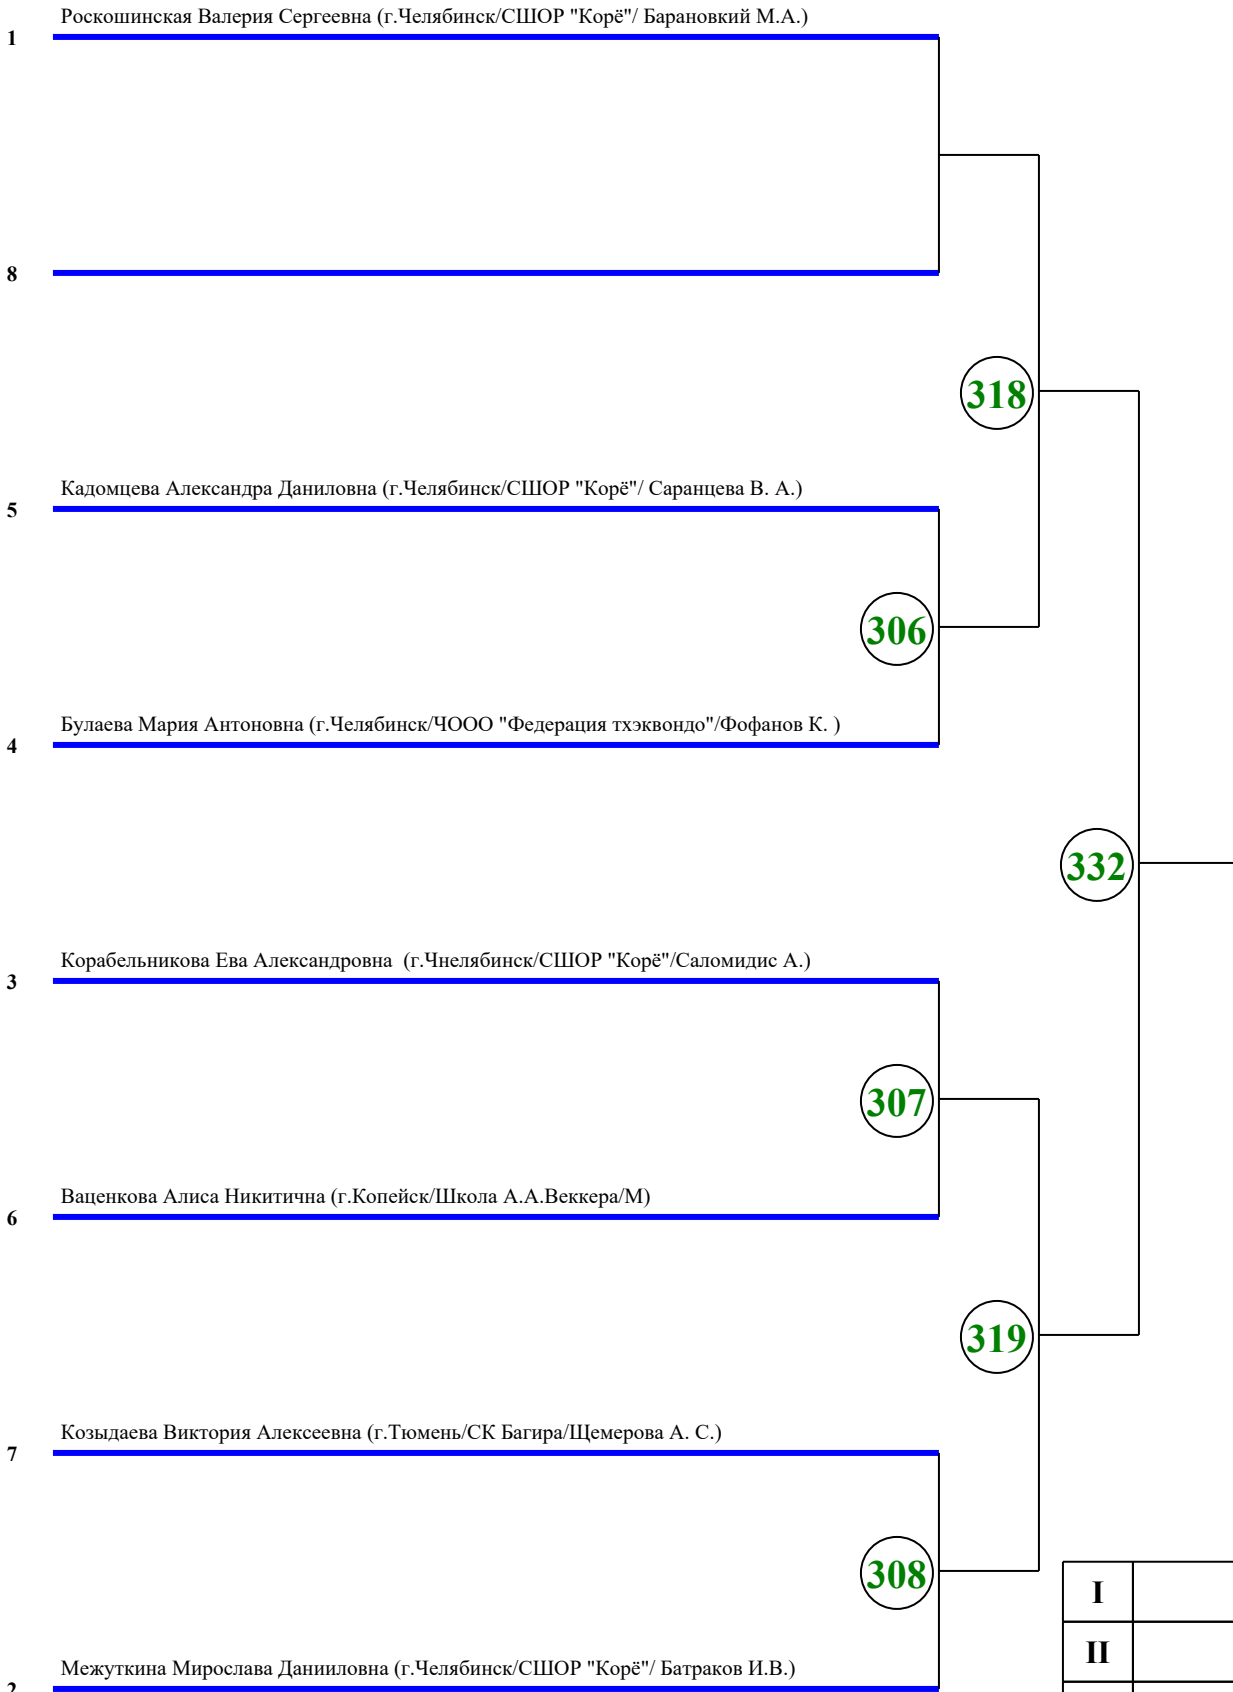 Роскошинская Валерия Сергеевна (г.Челябинск/СШОР "Корё"/ Барановкий М.А.)
1
8
318
Кадомцева Александра Даниловна (г.Челябинск/СШОР "Корё"/ Саранцева В. А.)
5
306
Булаева Мария Антоновна (г.Челябинск/ЧООО "Федерация тхэквондо"/Фофанов К. )
4
332
Корабельникова Ева Александровна (г.Чнелябинск/СШОР "Корё"/Саломидис А.)
3
307
Ваценкова Алиса Никитична (г.Копейск/Школа А.А.Веккера/М)
6
319
Козыдаева Виктория Алексеевна (г.Тюмень/СК Багира/Щемерова А. С.)
7
308
I
II
Межуткина Мирослава Данииловна (г.Челябинск/СШОР "Корё"/ Батраков И.В.)
2